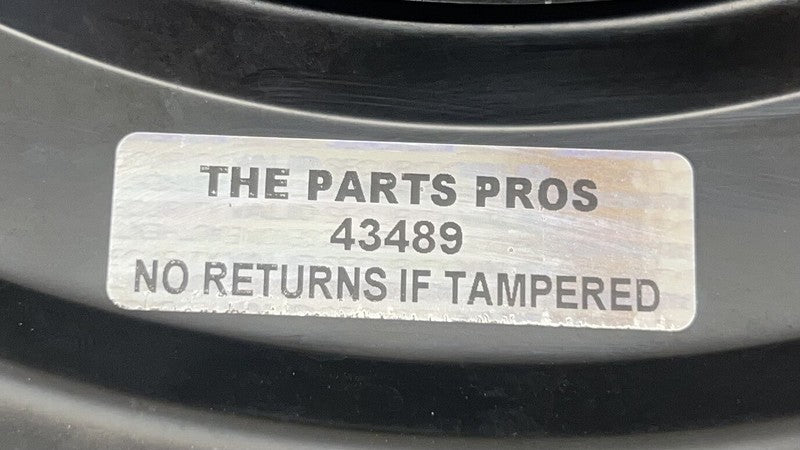 THE PARTS PROS
43489
NO RETURNS IF TAMPERED